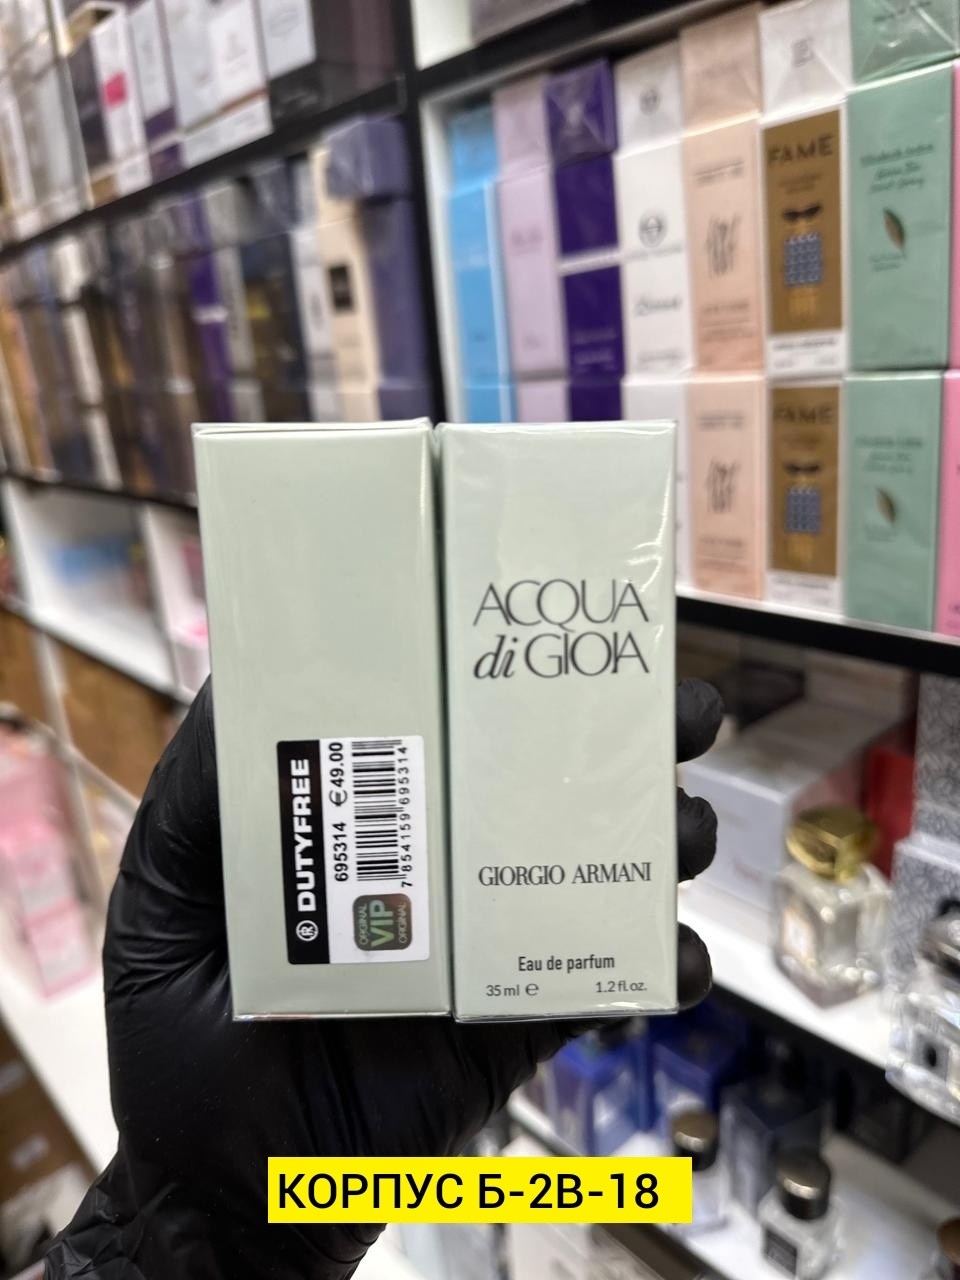 FAME
FAME
ACQUA
di GIOIA
GIORGIO ARMANI
Eau de parfum
35 ml ℮ 1.2 fl.oz.
® DUTYFREE
695314 €49.00
7 854159 695314
ORIGINAL
VIP
ORIGINAL
КОРПУС Б-2В-18